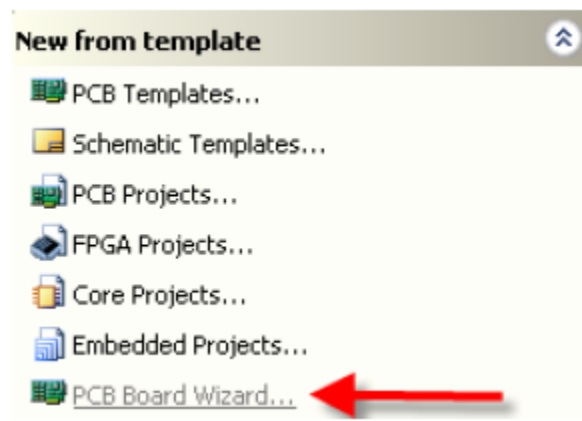 New from template
PCB Templates...
Schematic Templates...
PCB Projects...
FPGA Projects...
Core Projects...
Embedded Projects...
PCB Board Wizard...